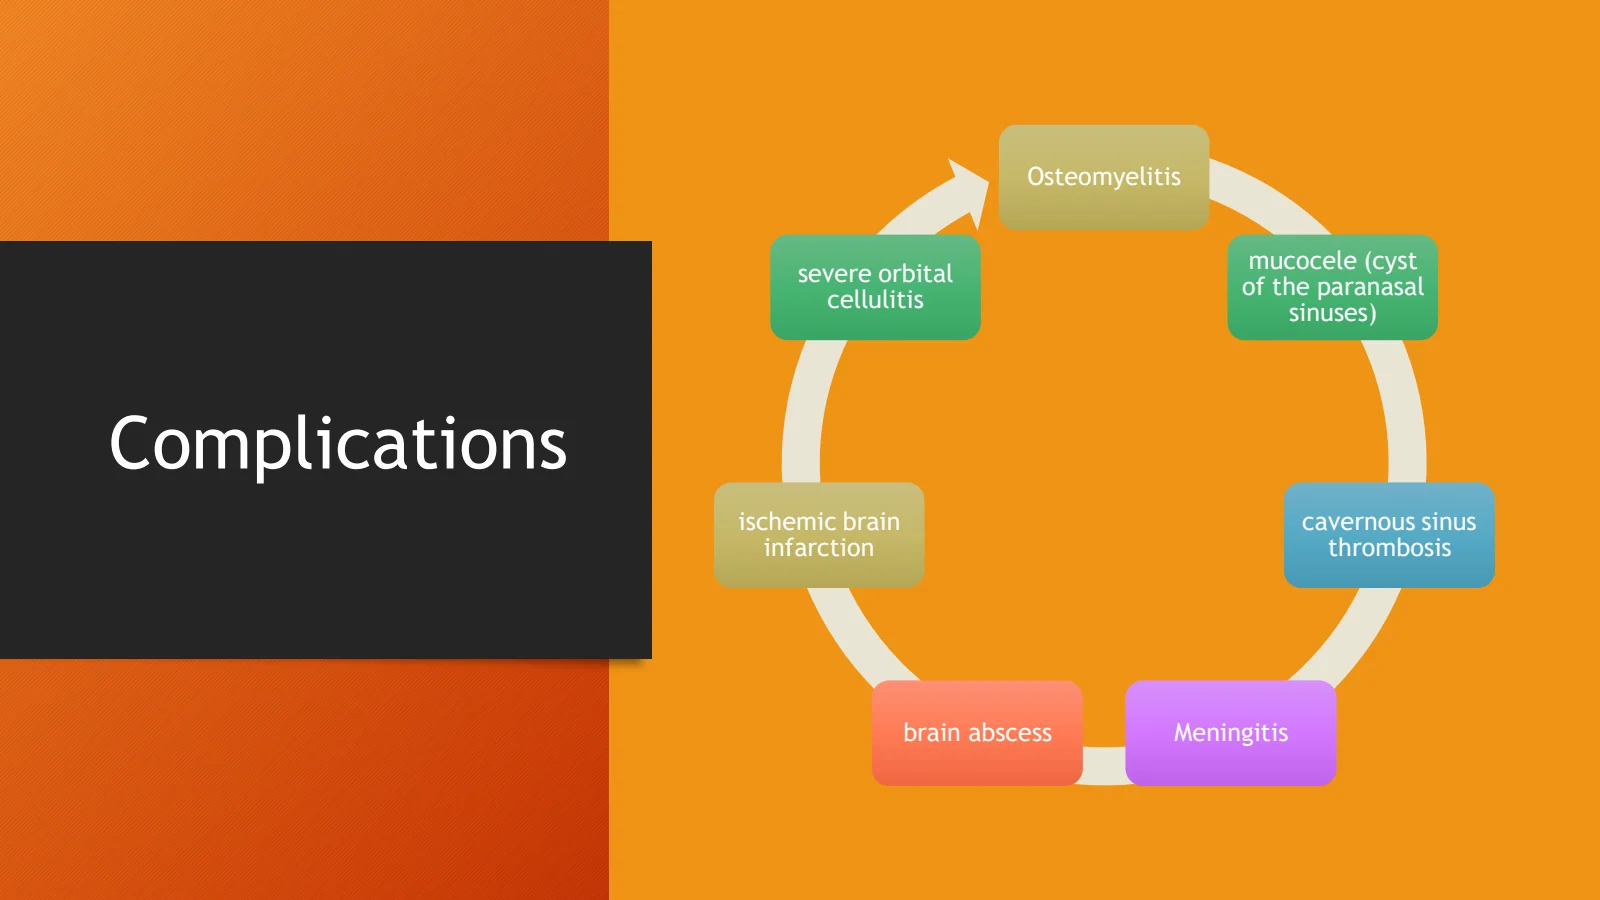 Complications
Osteomyelitis
mucocele (cyst
of the paranasal
sinuses)
cavernous sinus
thrombosis
Meningitis
brain abscess
ischemic brain
infarction
severe orbital
cellulitis